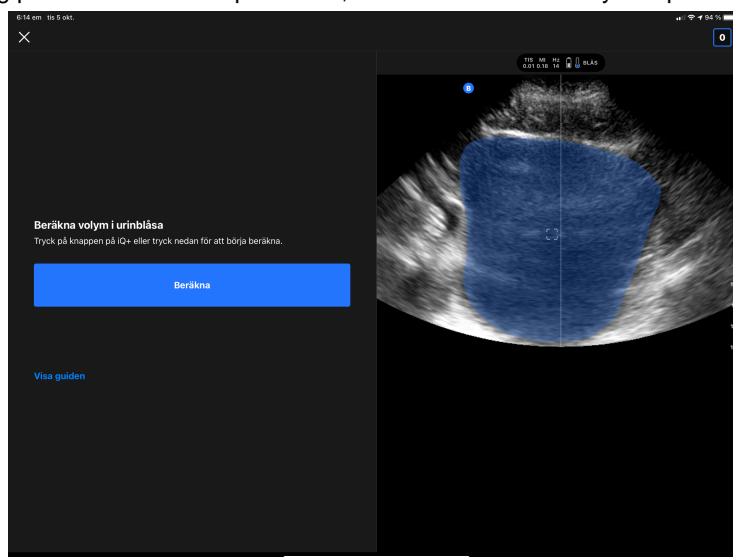 6:14 em tis 5 okt.
94 %
0
TIS MI Hz
0.01 0.18 14
BLÅS
B
Beräkna volym i urinblåsa
Tryck på knappen på iQ+ eller tryck nedan för att börja beräkna.
Beräkna
Visa guiden